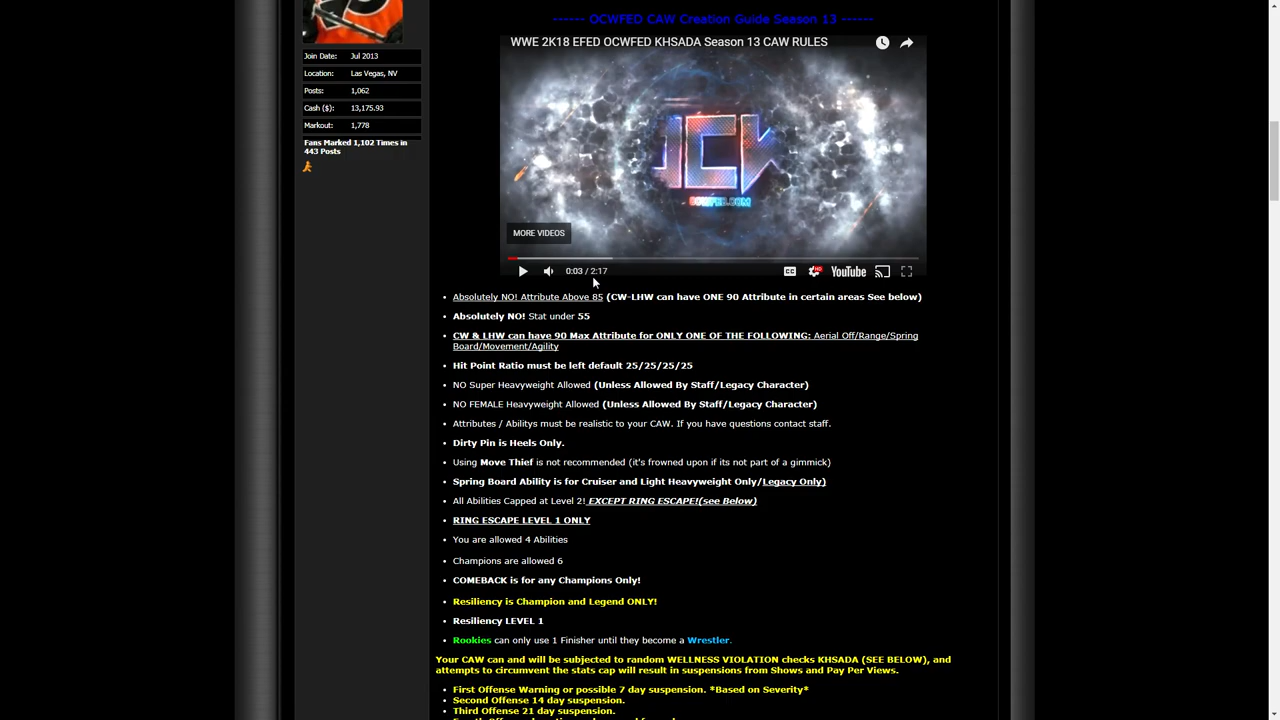 ------ OCWFED CAW Creation Guide Season 13 ------
WWE 2K18 EFED OCWFED KHSADA Season 13 CAW RULES
Join Date: Jul 2013
Location: Las Vegas, NV
Posts: 1,062
Cash ($): 13,175.93
Markout: 1,778
Fans Marked 1,102 Times in
443 Posts
OCWFED.COM
MORE VIDEOS
0:03 / 2:17
CC
HD
YouTube
• Absolutely NO! Attribute Above 85 (CW-LHW can have ONE 90 Attribute in certain areas See below)
• Absolutely NO! Stat under 55
• CW & LHW can have 90 Max Attribute for ONLY ONE OF THE FOLLOWING: Aerial Off/Range/Spring
Board/Movement/Agility
• Hit Point Ratio must be left default 25/25/25/25
• NO Super Heavyweight Allowed (Unless Allowed By Staff/Legacy Character)
• NO FEMALE Heavyweight Allowed (Unless Allowed By Staff/Legacy Character)
• Attributes / Abilitys must be realistic to your CAW. If you have questions contact staff.
• Dirty Pin is Heels Only.
• Using Move Thief is not recommended (it's frowned upon if its not part of a gimmick)
• Spring Board Ability is for Cruiser and Light Heavyweight Only/Legacy Only)
• All Abilities Capped at Level 2! EXCEPT RING ESCAPE!(see Below)
• RING ESCAPE LEVEL 1 ONLY
• You are allowed 4 Abilities
• Champions are allowed 6
• COMEBACK is for any Champions Only!
• Resiliency is Champion and Legend ONLY!
• Resiliency LEVEL 1
• Rookies can only use 1 Finisher until they become a Wrestler.
Your CAW can and will be subjected to random WELLNESS VIOLATION checks KHSADA (SEE BELOW), and
attempts to circumvent the stats cap will result in suspensions from Shows and Pay Per Views.
• First Offense Warning or possible 7 day suspension. *Based on Severity*
• Second Offense 14 day suspension.
• Third Offense 21 day suspension.